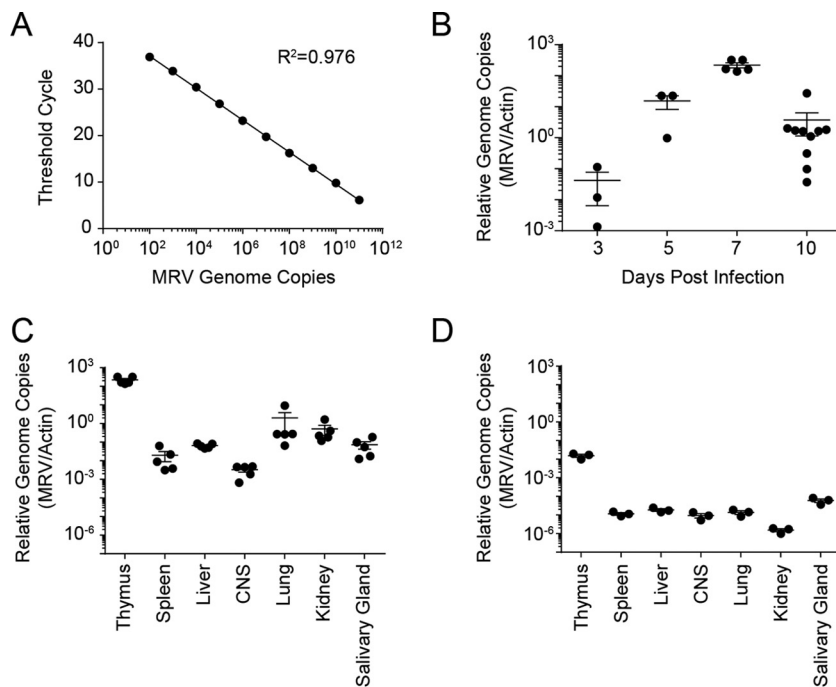 A
R²=0.976
Threshold Cycle
40
30
20
10
0
10⁰ 10² 10⁴ 10⁶ 10⁸ 10¹⁰ 10¹²
MRV Genome Copies
B
Relative Genome Copies
(MRV/Actin)
10³
10⁰
10⁻³
3 5 7 10
Days Post Infection
C
Relative Genome Copies
(MRV/Actin)
10³
10⁰
10⁻³
10⁻⁶
Thymus
Spleen
Liver
CNS
Lung
Kidney
Salivary Gland
D
Relative Genome Copies
(MRV/Actin)
10³
10⁰
10⁻³
10⁻⁶
Thymus
Spleen
Liver
CNS
Lung
Kidney
Salivary Gland